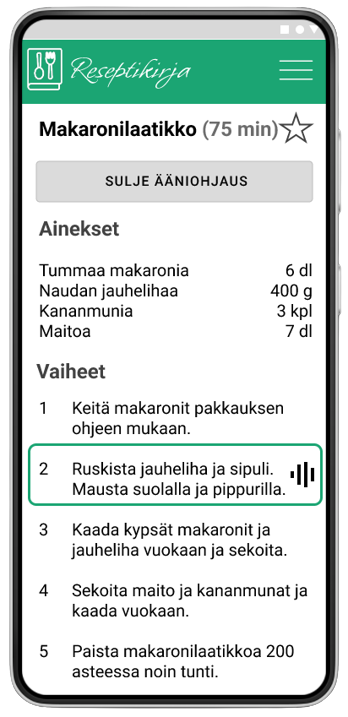 Reseptikirja
Makaronilaatikko (75 min)
SULJE ÄÄNIOHJAUS
Ainekset
Tummaa makaronia 6 dl
Naudan jauhelihaa 400 g
Kananmunia 3 kpl
Maitoa 7 dl
Vaiheet
1 Keitä makaronit pakkauksen
ohjeen mukaan.
2 Ruskista jauheliha ja sipuli.
Mausta suolalla ja pippurilla.
3 Kaada kypsät makaronit ja
jauheliha vuokaan ja sekoita.
4 Sekoita maito ja kananmunat ja
kaada vuokaan.
5 Paista makaronilaatikkoa 200
asteessa noin tunti.